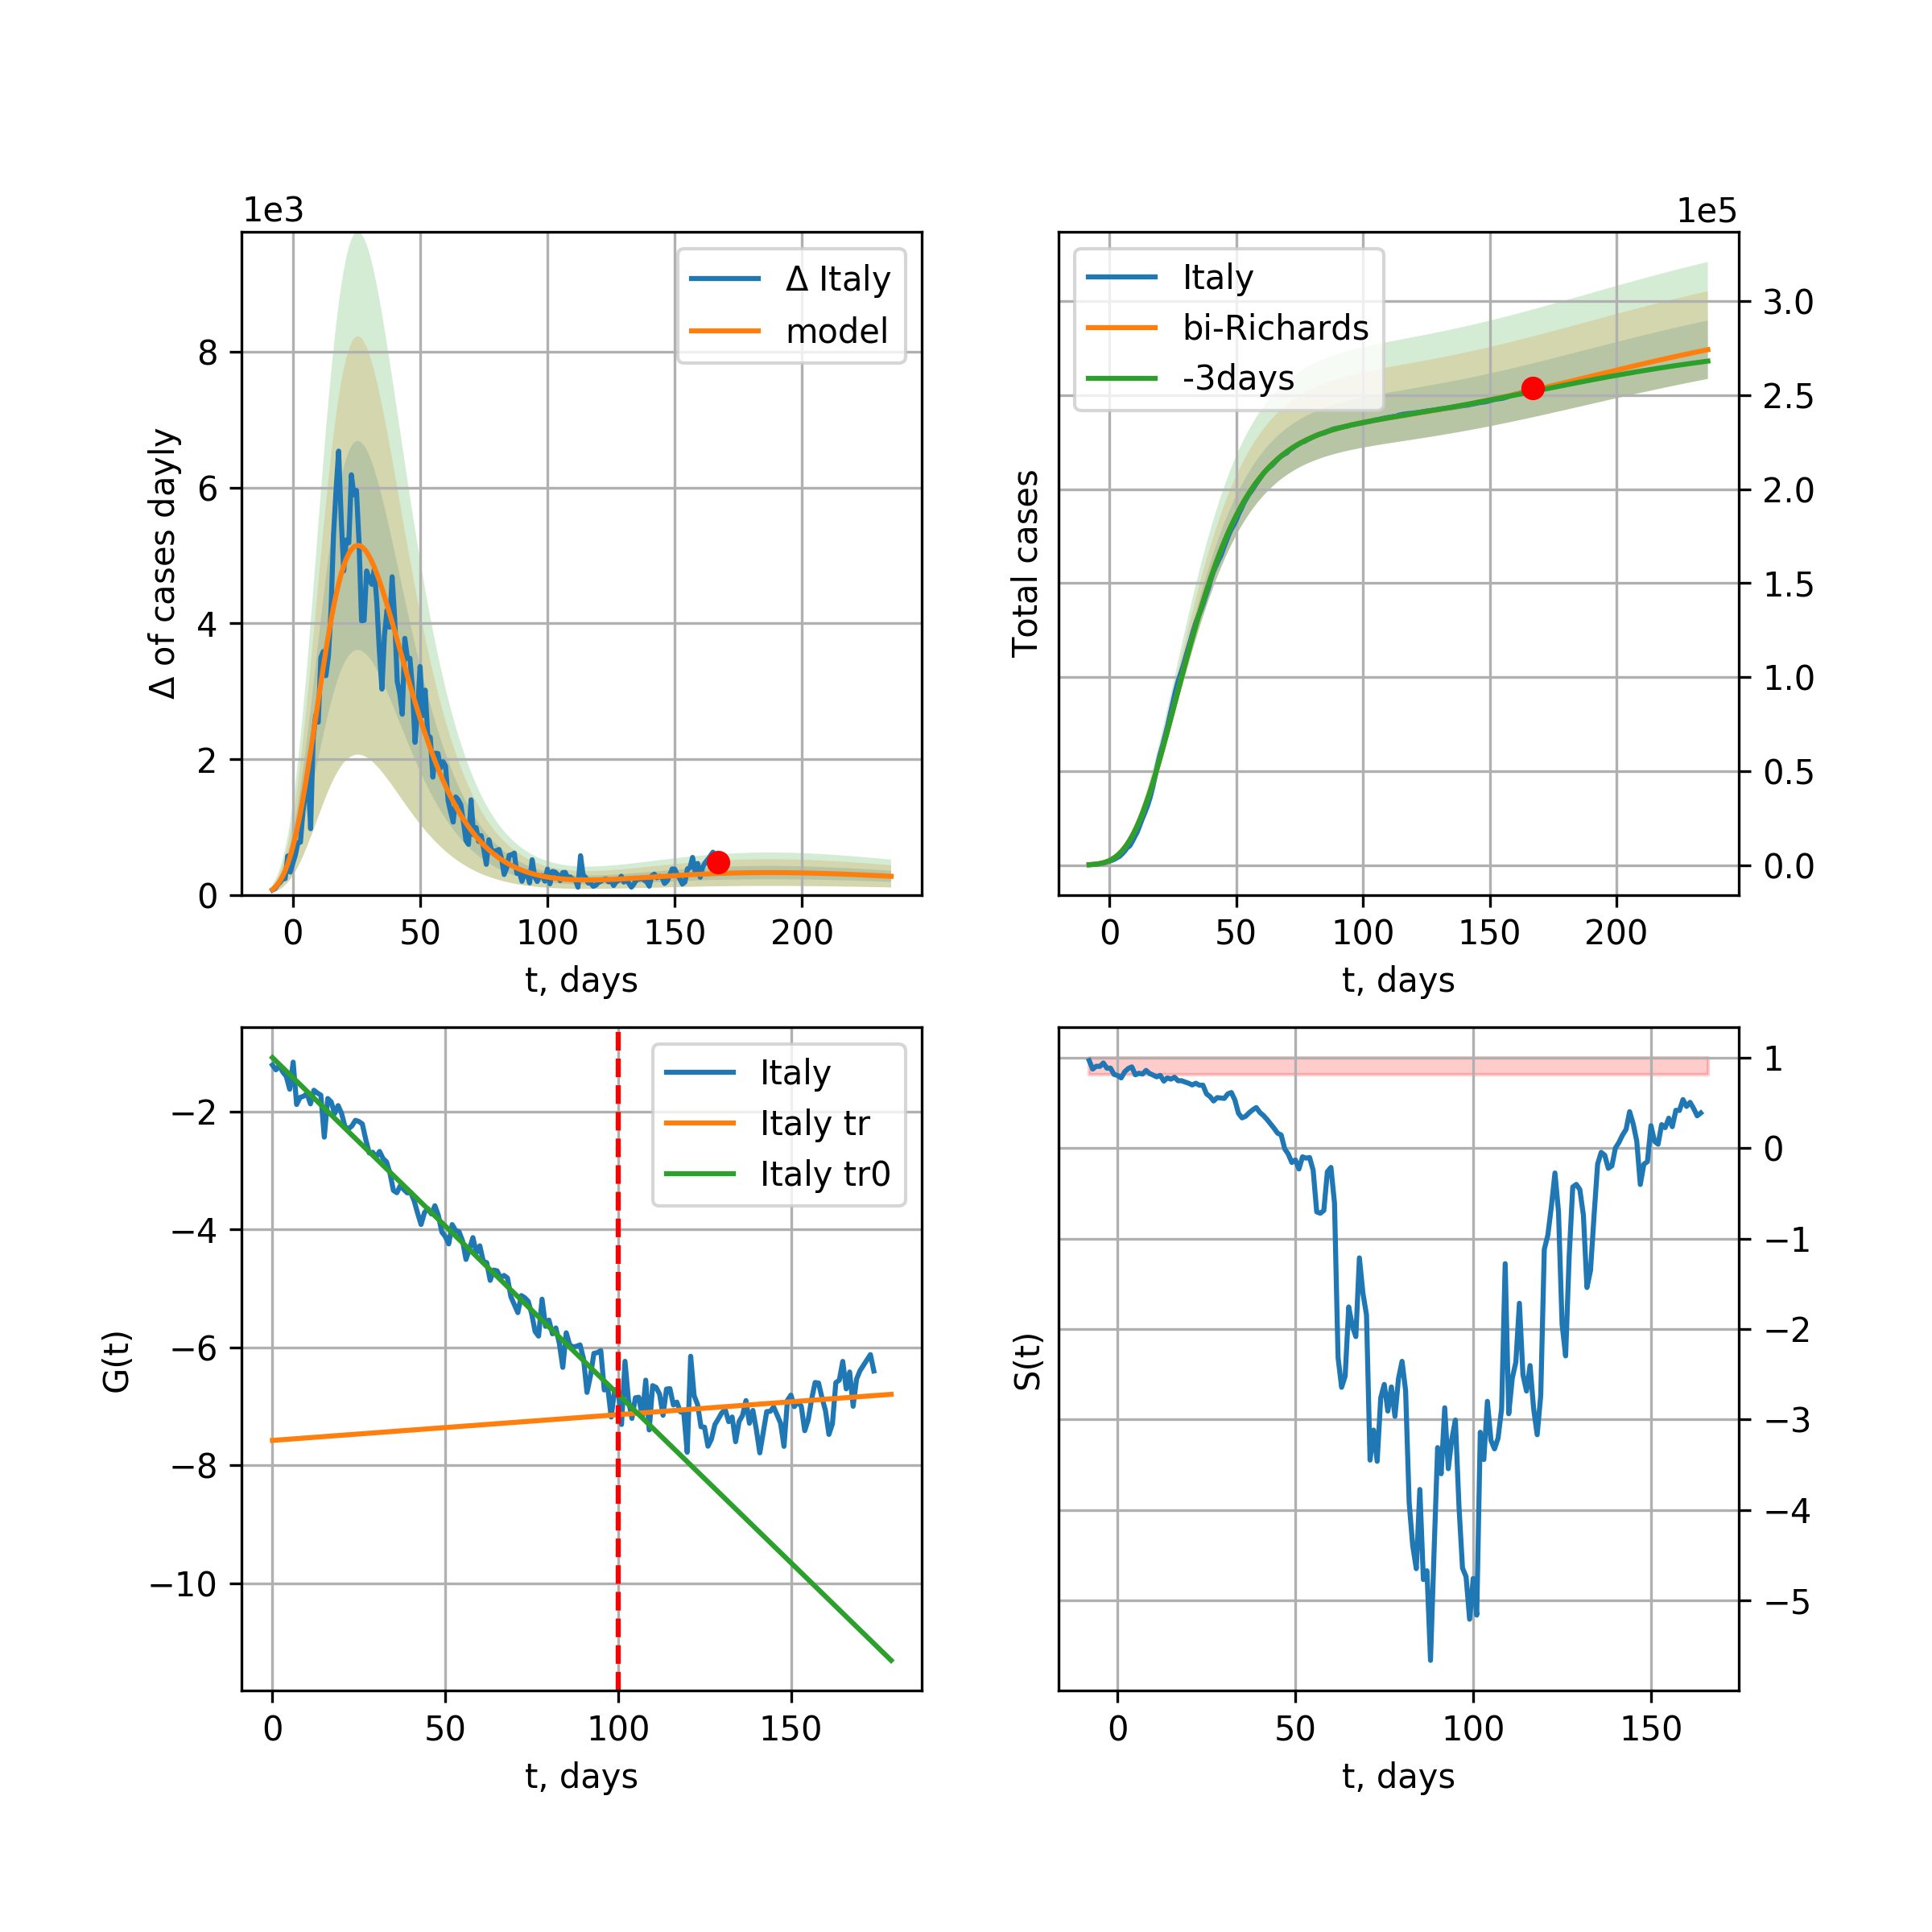 1e3
Δ Italy
model
8
6
4
2
0
Δ of cases dayly
0 50 100 150 200
t, days
1e5
Italy
bi-Richards
-3days
3.0
2.5
2.0
1.5
1.0
0.5
0.0
Total cases
0 50 100 150 200
t, days
Italy
Italy tr
Italy tr0
−2
−4
−6
−8
−10
G(t)
0 50 100 150
t, days
1
0
−1
−2
−3
−4
−5
S(t)
0 50 100 150
t, days